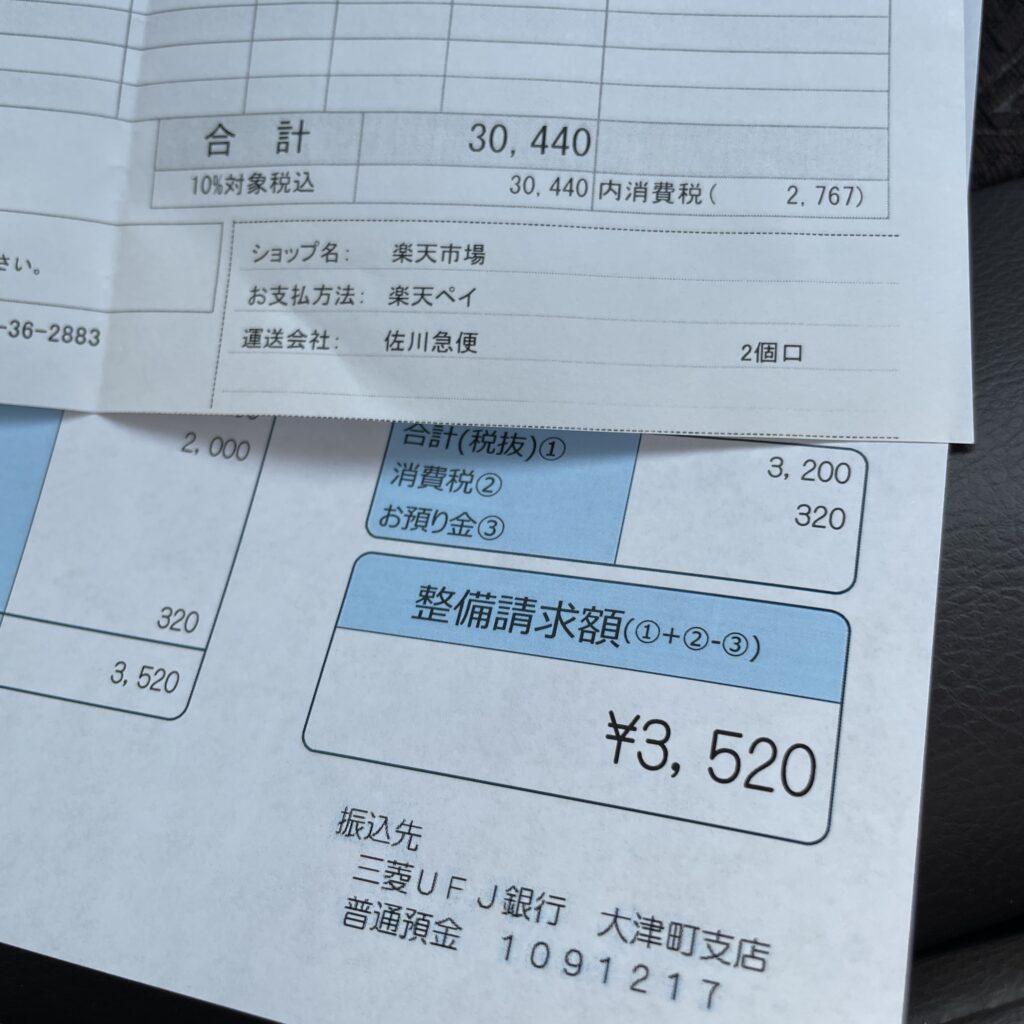 合計 30,440
10%対象税込 30,440 内消費税( 2,767)
さい。
-36-2883
ショップ名: 楽天市場
お支払方法: 楽天ペイ
運送会社: 佐川急便 2個口
2,000
320
3,520
合計(税抜)① 3,200
消費税② 320
お預り金③
整備請求額(①+②-③)
¥3,520
振込先
三菱UFJ銀行 大津町支店
普通預金 1091217